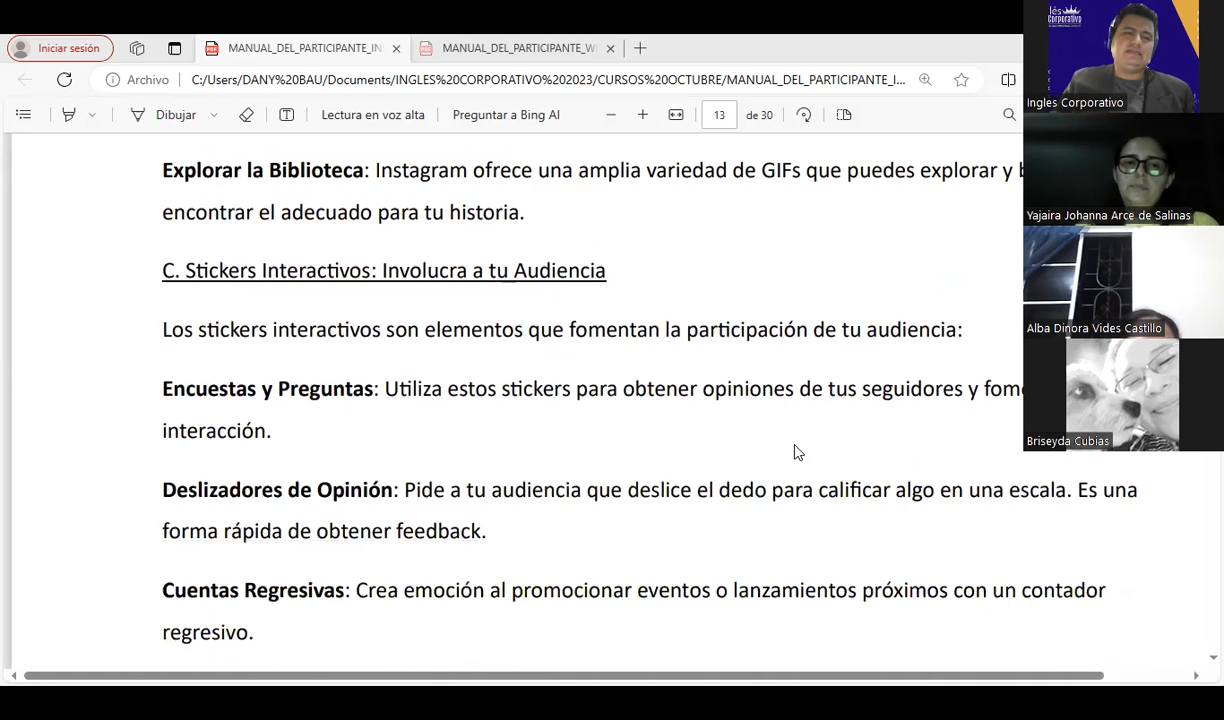 Iniciar sesión
MANUAL_DEL_PARTICIPANTE_IN
MANUAL_DEL_PARTICIPANTE_W
Archivo
C:/Users/DANY%20BAU/Documents/INGLES%20CORPORATIVO%202023/CURSOS%20OCTUBRE/MANUAL_DEL_PARTICIPANTE_I...
Dibujar
Lectura en voz alta
Preguntar a Bing AI
13
de 30
Explorar la Biblioteca: Instagram ofrece una amplia variedad de GIFs que puedes explorar y b
encontrar el adecuado para tu historia.
C. Stickers Interactivos: Involucra a tu Audiencia
Los stickers interactivos son elementos que fomentan la participación de tu audiencia:
Encuestas y Preguntas: Utiliza estos stickers para obtener opiniones de tus seguidores y fome
interacción.
Deslizadores de Opinión: Pide a tu audiencia que deslice el dedo para calificar algo en una escala. Es una
forma rápida de obtener feedback.
Cuentas Regresivas: Crea emoción al promocionar eventos o lanzamientos próximos con un contador
regresivo.
lés
Corporativo
Ingles Corporativo
Yajaira Johanna Arce de Salinas
Alba Dinora Vides Castillo
Briseyda Cubias